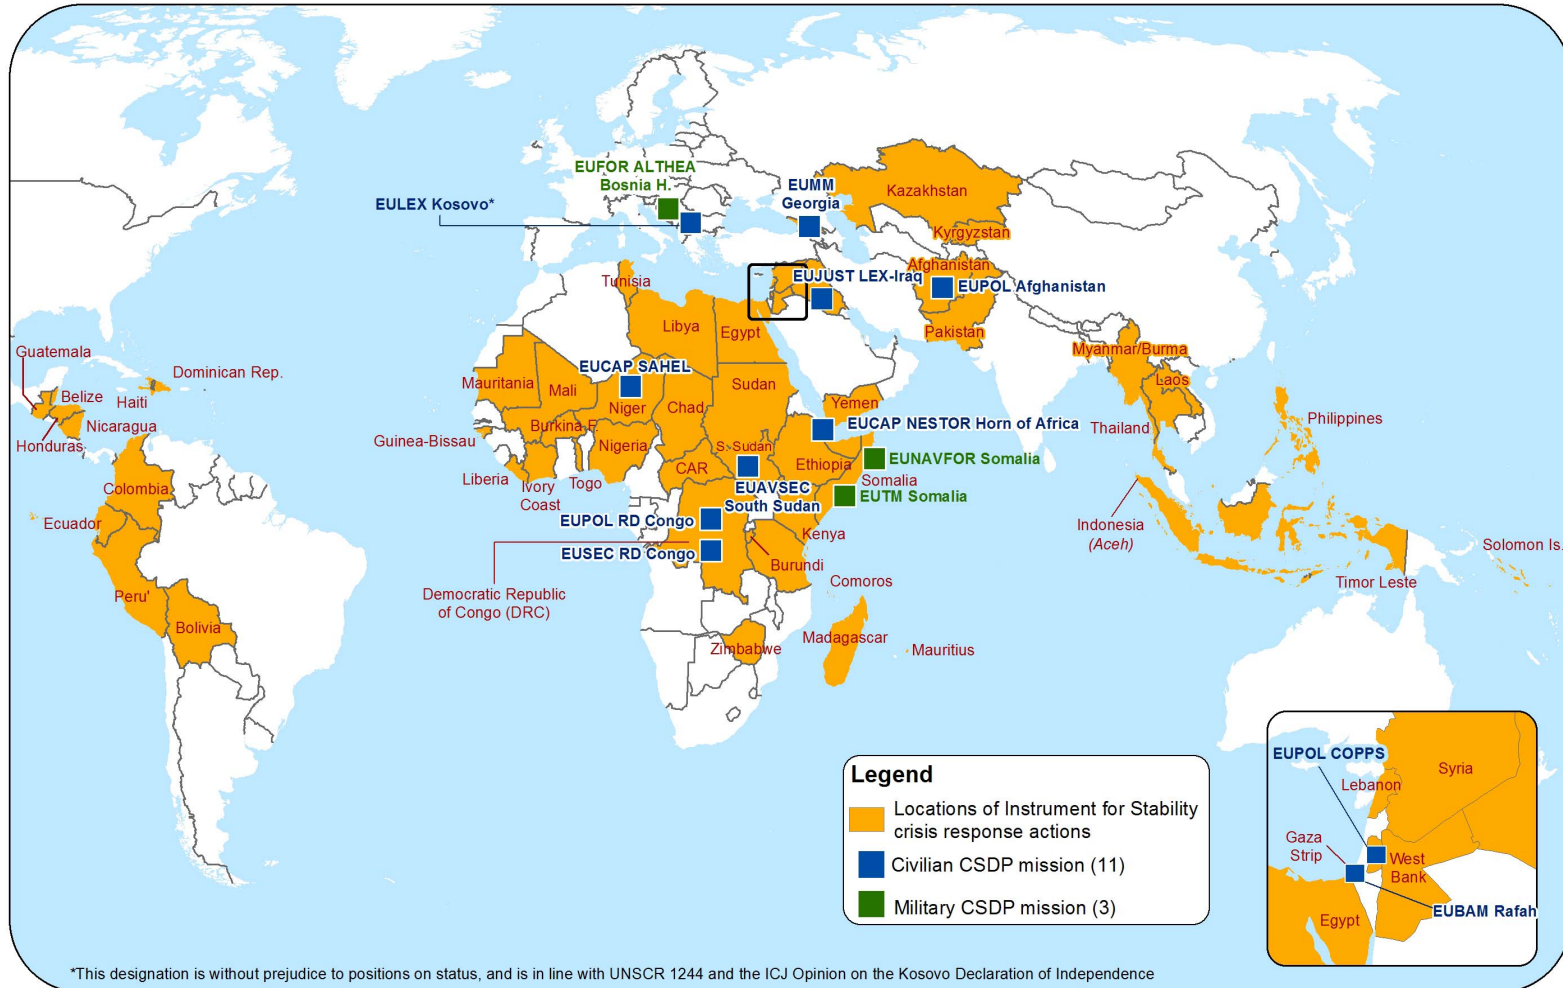 EUFOR ALTHEA
Bosnia H.
EULEX Kosovo*
EUMM
Georgia
Kazakhstan
Kyrgyzstan
Afghanistan
EUJUST LEX-Iraq
EUPOL Afghanistan
Pakistan
Tunisia
Libya
Egypt
Myanmar/Burma
Laos
Thailand
Philippines
Guatemala
Belize
Haiti
Dominican Rep.
Nicaragua
Honduras
Colombia
Ecuador
Peru'
Bolivia
EUCAP SAHEL
Mauritania
Mali
Niger
Chad
Sudan
Yemen
Burkina F.
Guinea-Bissau
Nigeria
EUCAP NESTOR Horn of Africa
S. Sudan
CAR
Ethiopia
EUNAVFOR Somalia
Somalia
Liberia
Ivory
Coast
Togo
EUAVSEC
South Sudan
EUTM Somalia
EUPOL RD Congo
Kenya
EUSEC RD Congo
Burundi
Democratic Republic
of Congo (DRC)
Comoros
Zimbabwe
Madagascar
Mauritius
Indonesia
(Aceh)
Solomon Is.
Timor Leste
Legend
Locations of Instrument for Stability
crisis response actions
Civilian CSDP mission (11)
Military CSDP mission (3)
EUPOL COPPS
Syria
Lebanon
Gaza
Strip
West
Bank
EUBAM Rafah
Egypt
*This designation is without prejudice to positions on status, and is in line with UNSCR 1244 and the ICJ Opinion on the Kosovo Declaration of Independence